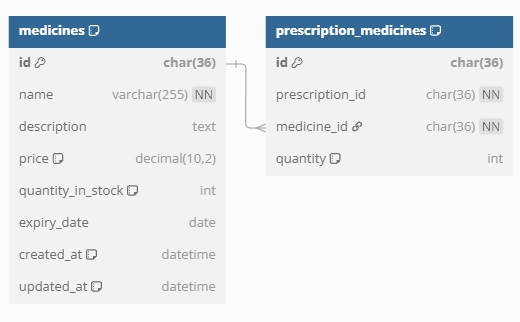 medicines
id char(36)
name varchar(255) NN
description text
price decimal(10,2)
quantity_in_stock int
expiry_date date
created_at datetime
updated_at datetime
prescription_medicines
id char(36)
prescription_id char(36) NN
medicine_id char(36) NN
quantity int